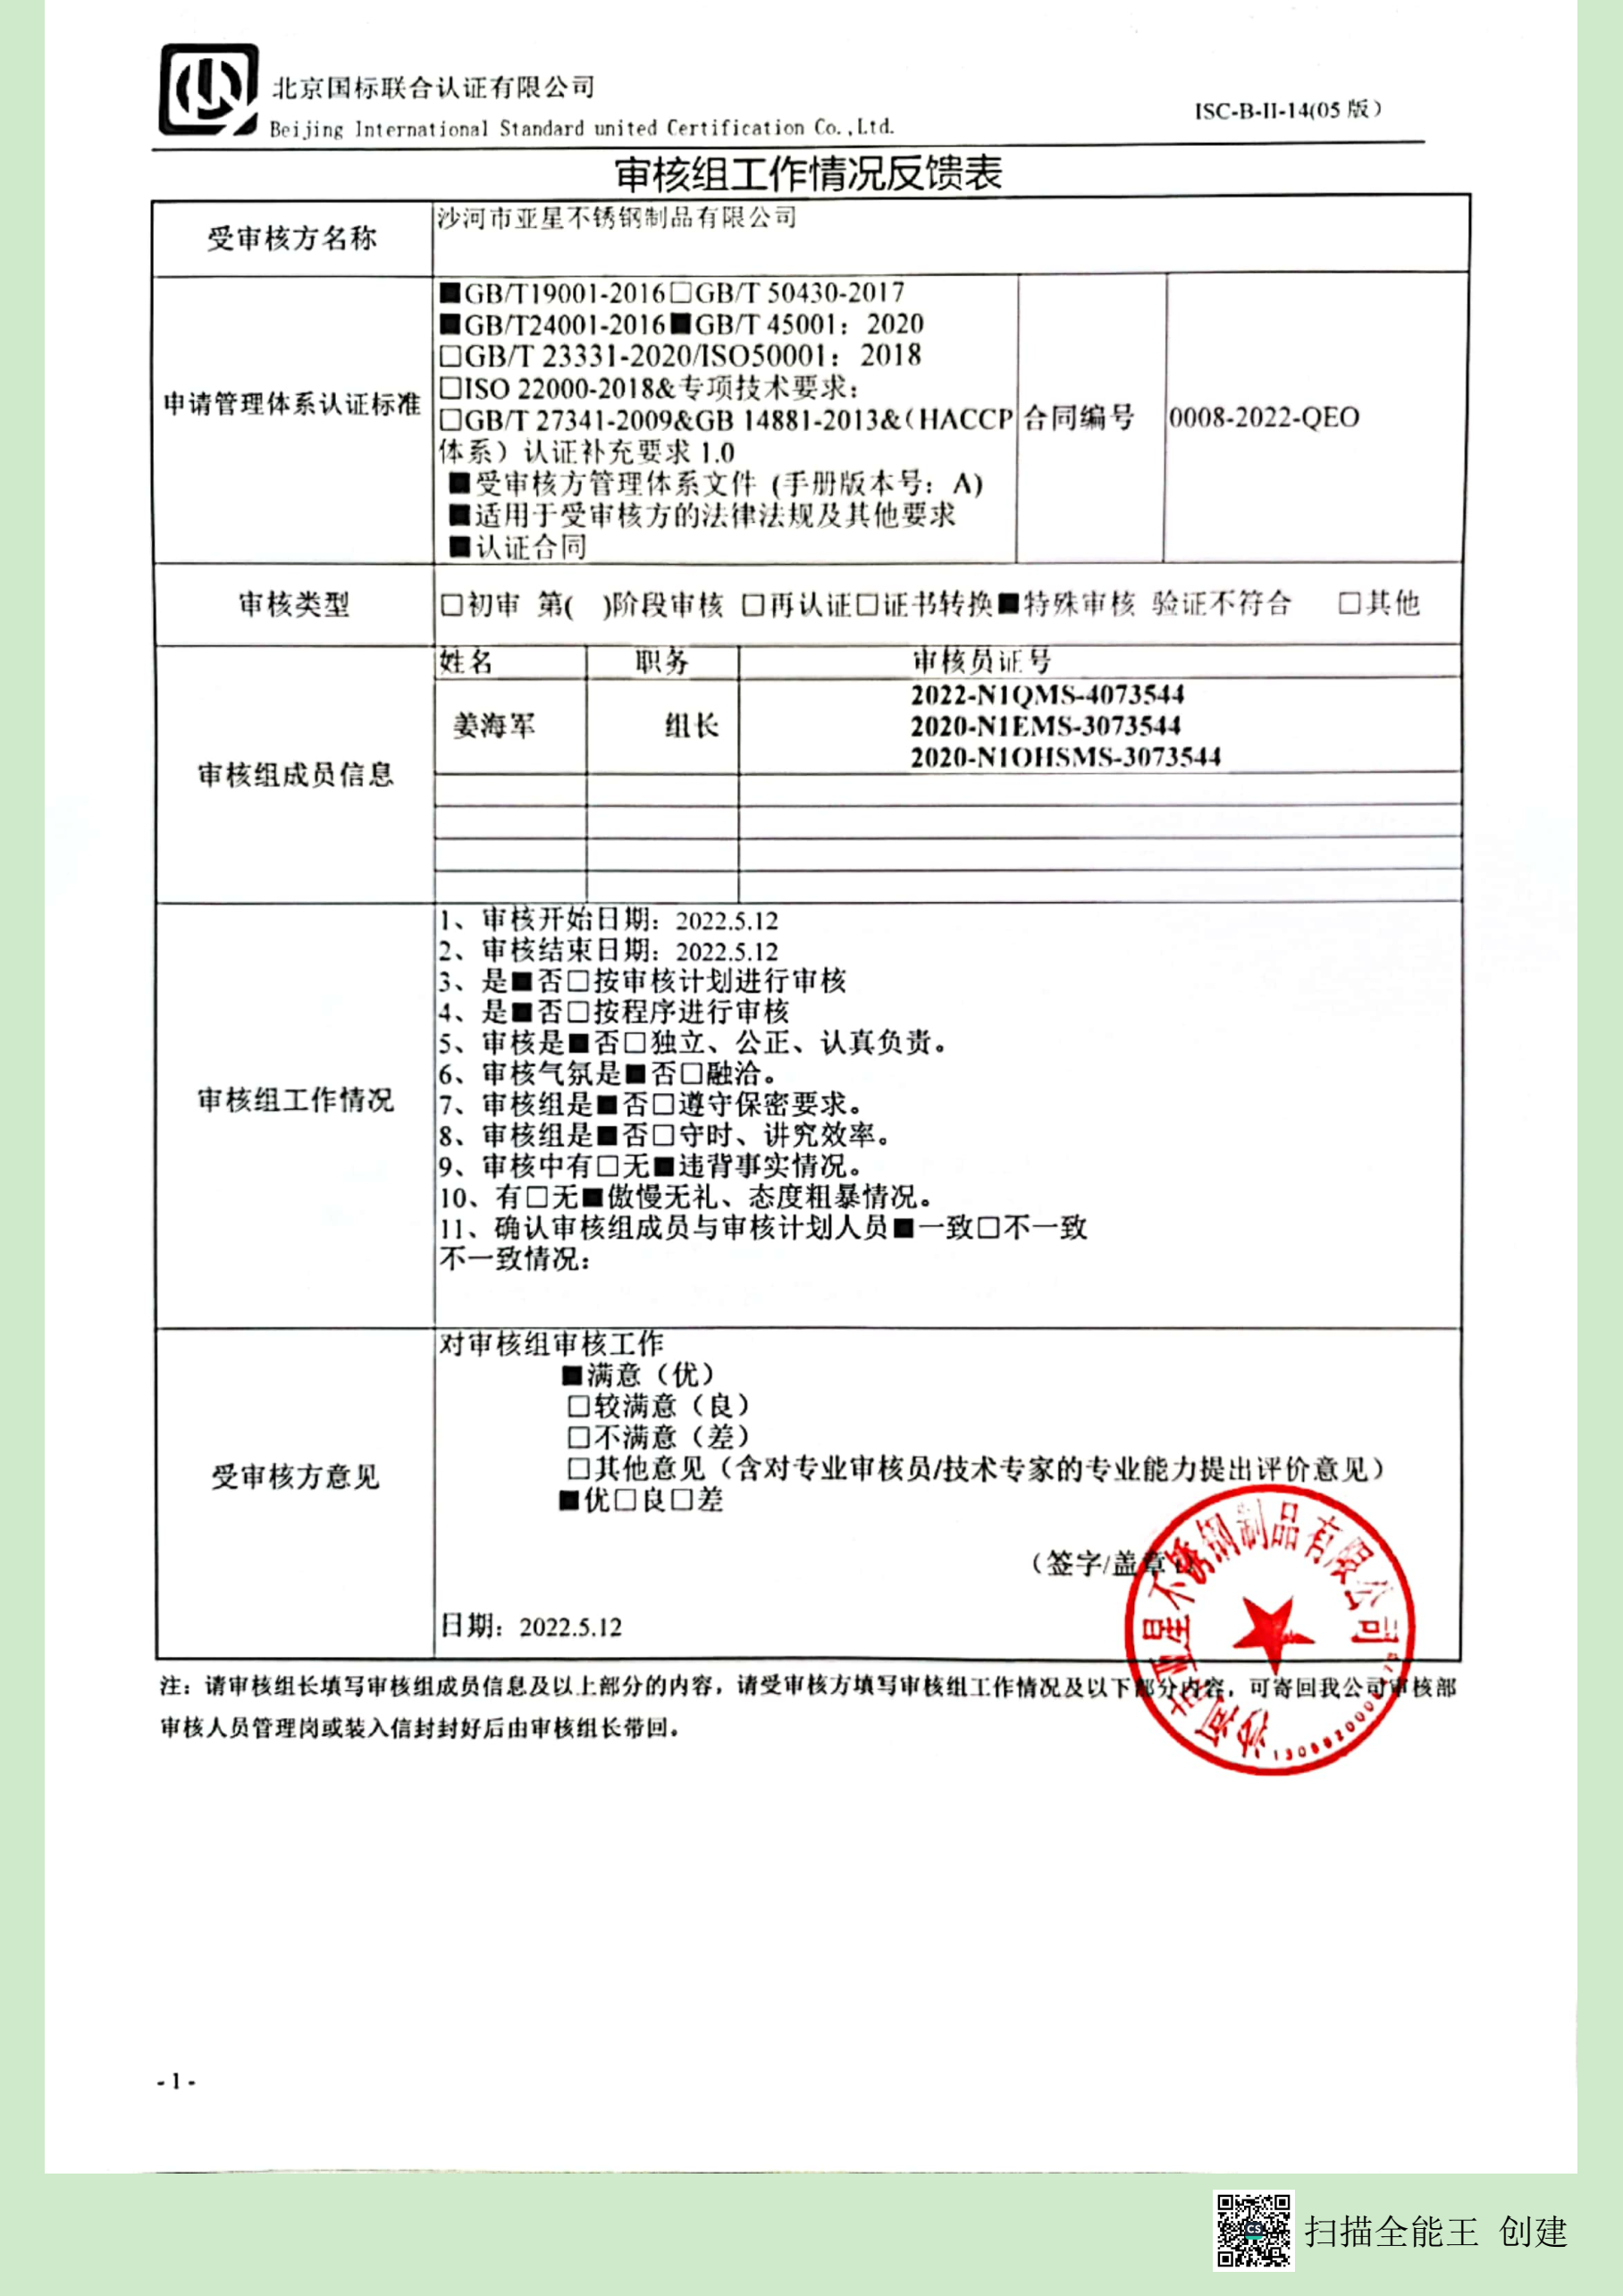 北京国标联合认证有限公司
Beijing International Standard united Certification Co.,Ltd.
ISC-B-II-14(05 版)
审核组工作情况反馈表
受审核方名称
沙河市亚星不锈钢制品有限公司
申请管理体系认证标准
■GB/T19001-2016□GB/T 50430-2017
■GB/T24001-2016■GB/T 45001：2020
□GB/T 23331-2020/ISO50001：2018
□ISO 22000-2018&专项技术要求：
□GB/T 27341-2009&GB 14881-2013&（HACCP
体系）认证补充要求 1.0
■受审核方管理体系文件 (手册版本号：A)
■适用于受审核方的法律法规及其他要求
■认证合同
合同编号
0008-2022-QEO
审核类型
□初审 第( )阶段审核 □再认证□证书转换■特殊审核 验证不符合 □其他
审核组成员信息
姓名 职务 审核员证号
姜海军 组长
2022-N1QMS-4073544
2020-N1EMS-3073544
2020-N1OHSMS-3073544
审核组工作情况
1、审核开始日期：2022.5.12
2、审核结束日期：2022.5.12
3、是■否□按审核计划进行审核
4、是■否□按程序进行审核
5、审核是■否□独立、公正、认真负责。
6、审核气氛是■否□融洽。
7、审核组是■否□遵守保密要求。
8、审核组是■否□守时、讲究效率。
9、审核中有□无■违背事实情况。
10、有□无■傲慢无礼、态度粗暴情况。
11、确认审核组成员与审核计划人员■一致□不一致
不一致情况：
受审核方意见
对审核组审核工作
■满意（优）
□较满意（良）
□不满意（差）
□其他意见（含对专业审核员/技术专家的专业能力提出评价意见）
■优□良□差
（签字/盖章
日期：2022.5.12
沙河市亚星不锈钢制品有限公司
注：请审核组长填写审核组成员信息及以上部分的内容，请受审核方填写审核组工作情况及以下部分内容，可寄回我公司审核部
审核人员管理岗或装入信封封好后由审核组长带回。
- 1 -
扫描全能王 创建